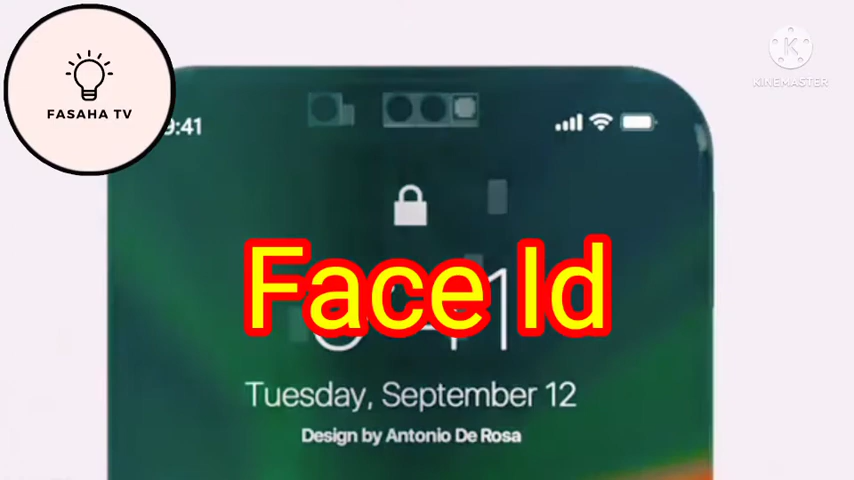 FASAHA TV
KINEMASTER
9:41
Face Id
Tuesday, September 12
Design by Antonio De Rosa